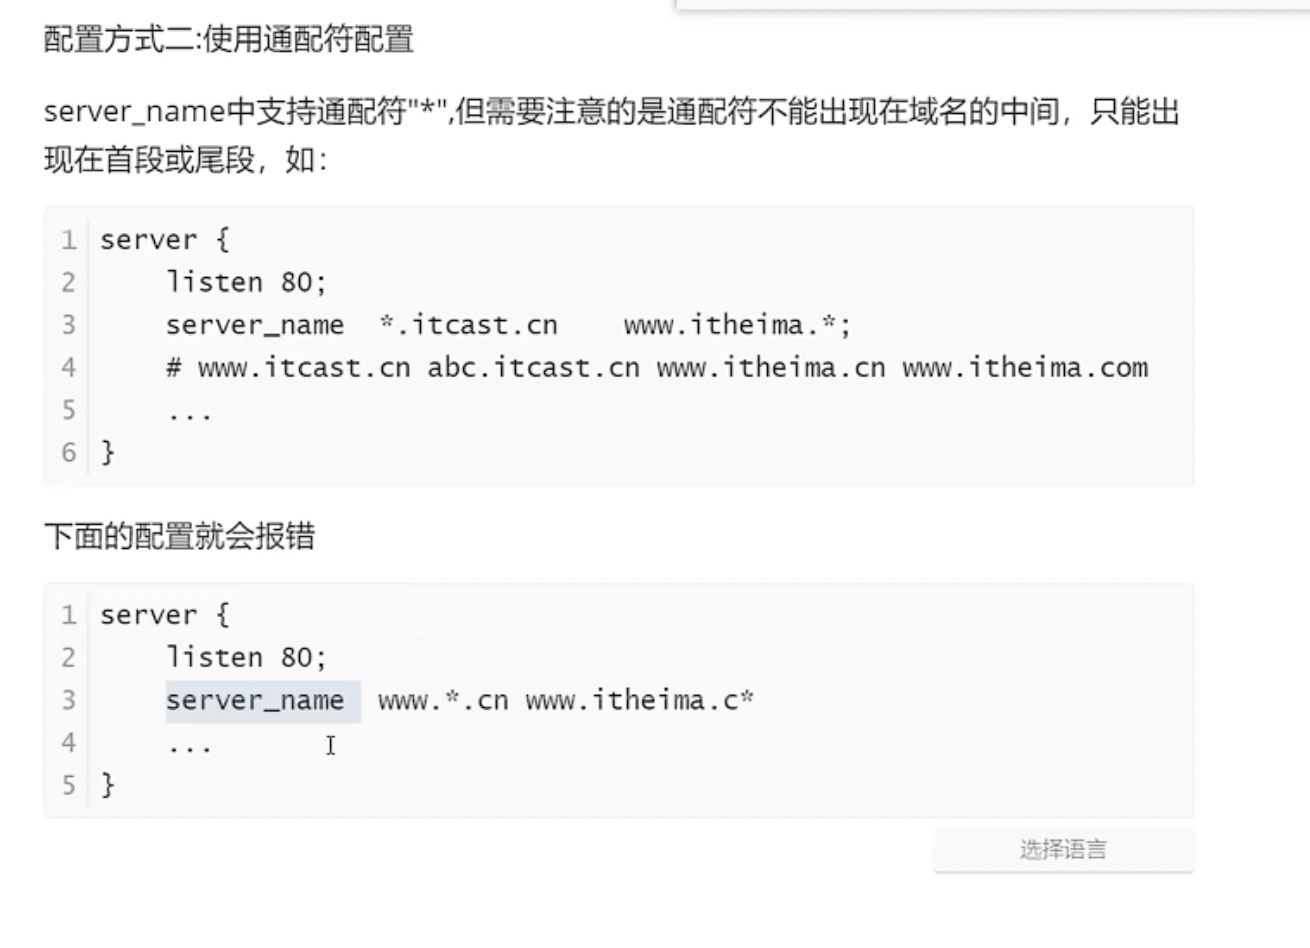 配置方式二:使用通配符配置
server_name中支持通配符"*",但需要注意的是通配符不能出现在域名的中间，只能出
现在首段或尾段，如：
1 server {
2     listen 80;
3     server_name  *.itcast.cn    www.itheima.*;
4     # www.itcast.cn abc.itcast.cn www.itheima.cn www.itheima.com
5     ...
6 }
下面的配置就会报错
1 server {
2     listen 80;
3     server_name  www.*.cn www.itheima.c*
4     ...
5 }
选择语言